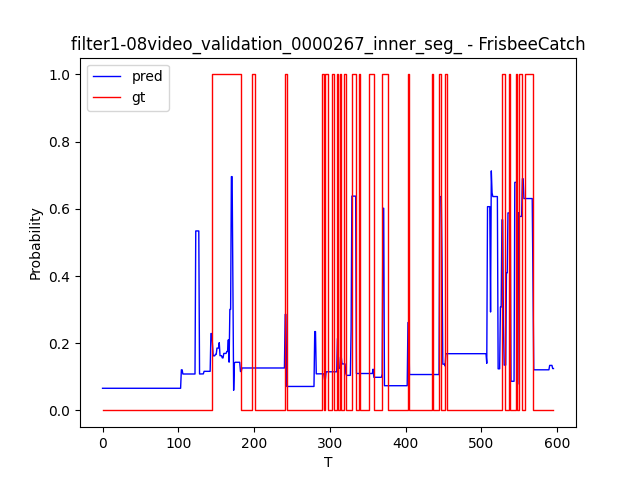 filter1-08video_validation_0000267_inner_seg_ - FrisbeeCatch
pred
gt
1.0
0.8
0.6
0.4
0.2
0.0
Probability
0 100 200 300 400 500 600
T